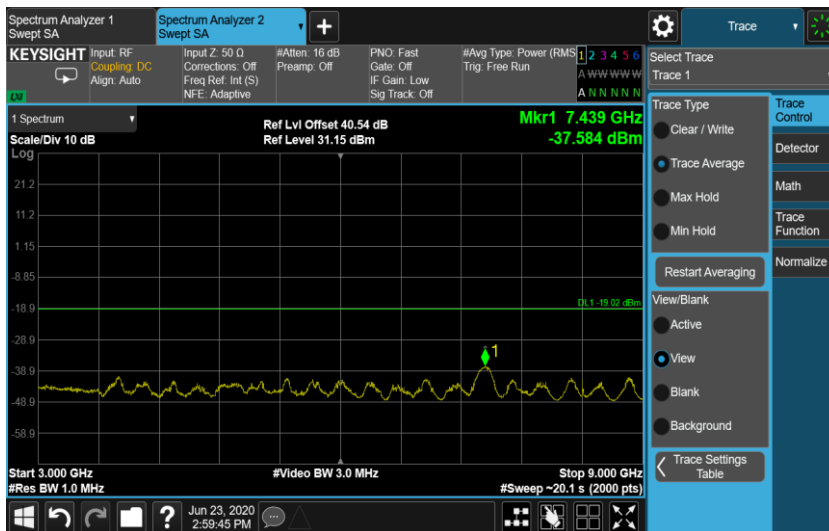 Spectrum Analyzer 1
Swept SA
Spectrum Analyzer 2
Swept SA
Trace
KEYSIGHT
Input: RF
Coupling: DC
Align: Auto
Input Z: 50 Ω
Corrections: Off
Freq Ref: Int (S)
NFE: Adaptive
#Atten: 16 dB
Preamp: Off
PNO: Fast
Gate: Off
IF Gain: Low
Sig Track: Off
#Avg Type: Power (RMS
Trig: Free Run
1 2 3 4 5 6
A W W W W W
A N N N N N
LXI
Select Trace
Trace 1
1 Spectrum
Scale/Div 10 dB
Log
Ref Lvl Offset 40.54 dB
Ref Level 31.15 dBm
Mkr1 7.439 GHz
-37.584 dBm
21.2
11.2
1.15
-8.85
-18.9
-28.9
-38.9
-48.9
-58.9
DL1 -19.02 dBm
1
Start 3.000 GHz
#Res BW 1.0 MHz
#Video BW 3.0 MHz
Stop 9.000 GHz
#Sweep ~20.1 s (2000 pts)
Trace Type
Clear / Write
Trace Average
Max Hold
Min Hold
Restart Averaging
View/Blank
Active
View
Blank
Background
Trace Settings
Table
Trace
Control
Detector
Math
Trace
Function
Normalize
?
Jun 23, 2020
2:59:45 PM